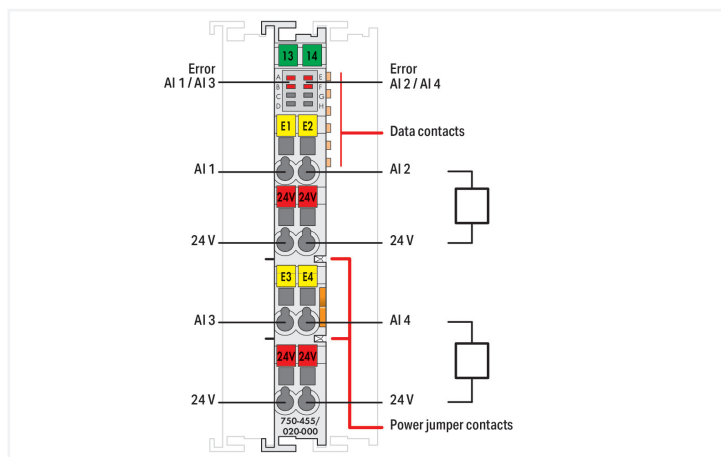 13 14
Error
AI 1 / AI 3
Error
AI 2 / AI 4
A E
B F
C G
D H
Data contacts
E1 E2
AI 1
AI 2
24V 24V
24 V
24 V
E3 E4
AI 3
AI 4
24V 24V
24 V
24 V
750-455/
020-000
Power jumper contacts